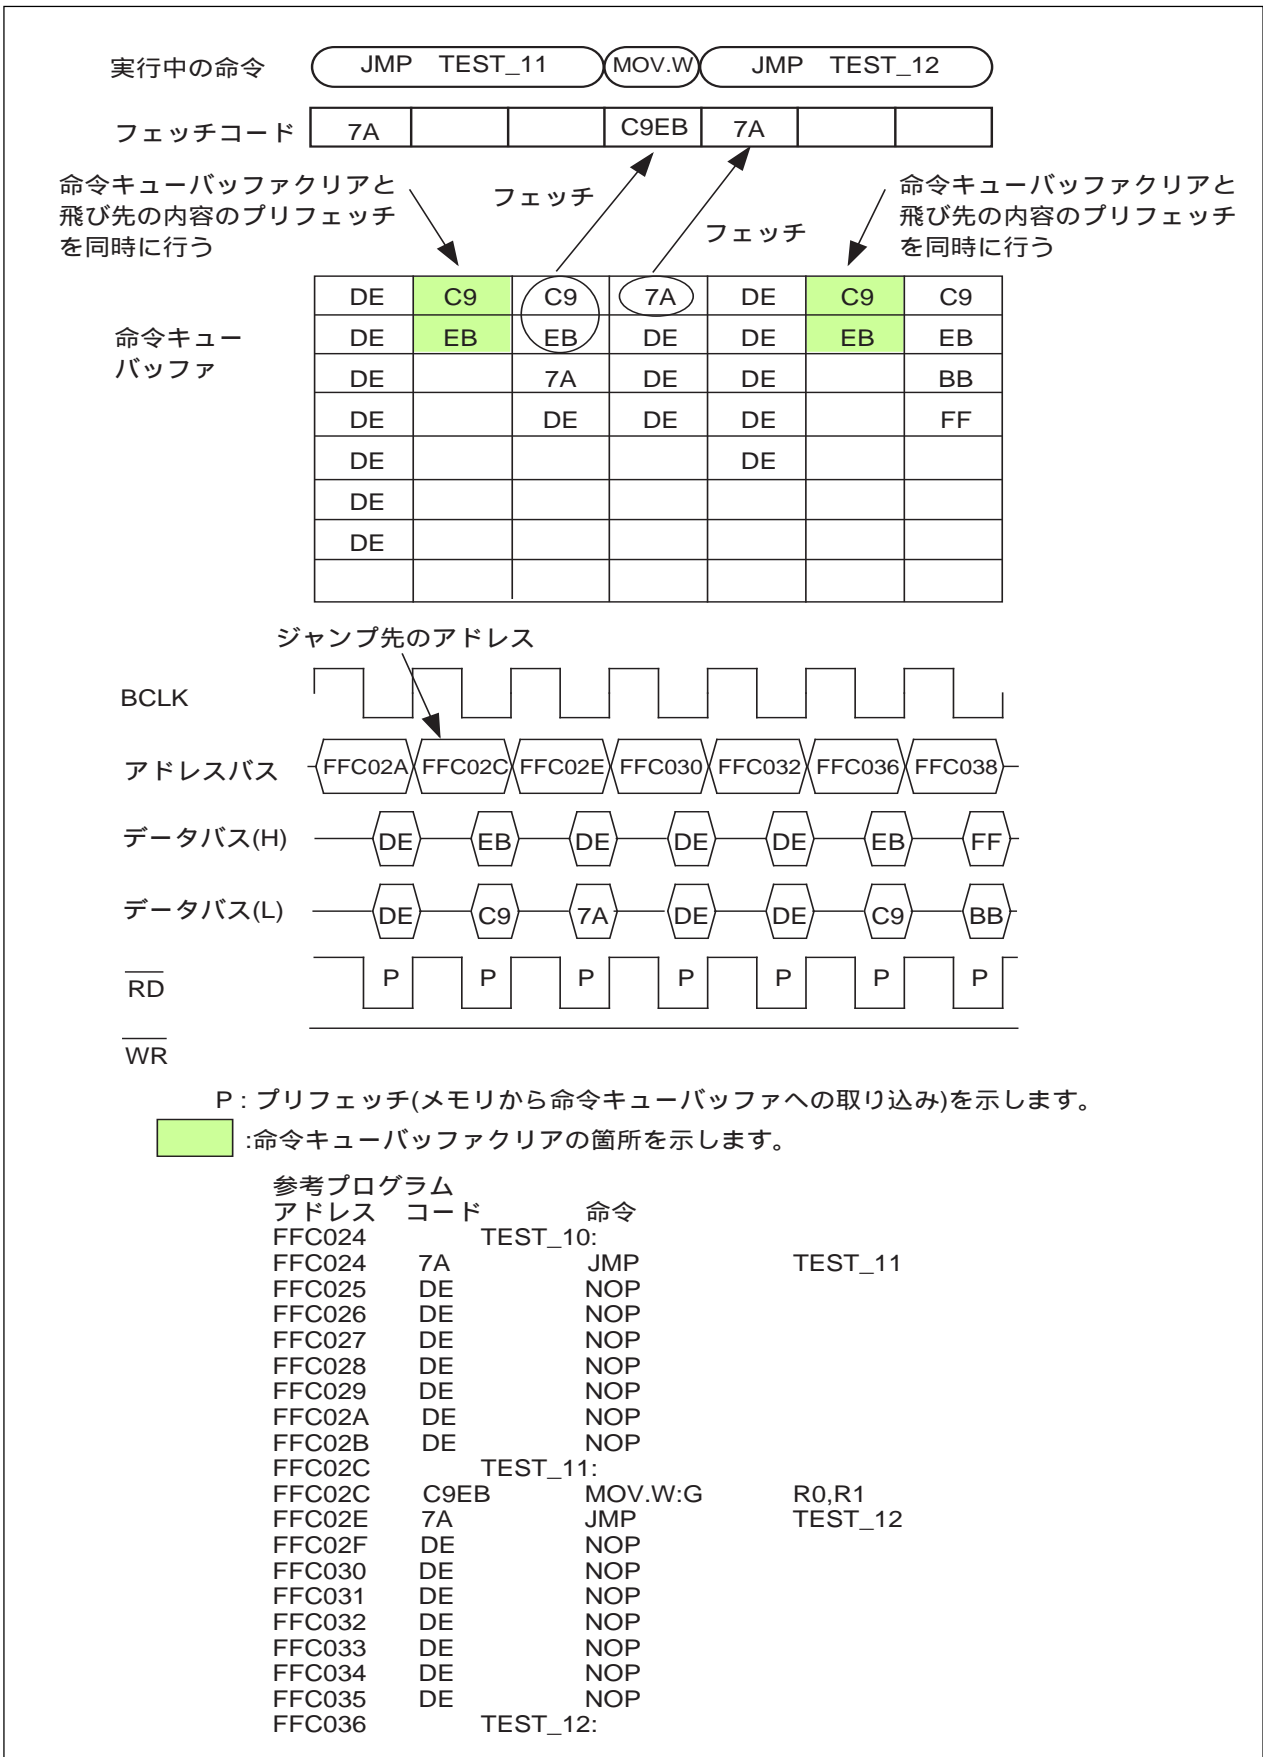 実行中の命令 JMP TEST_11 MOV.W JMP TEST_12
フェッチコード 7A C9EB 7A
命令キューバッファクリアと
飛び先の内容のプリフェッチ
を同時に行う
フェッチ
フェッチ
命令キューバッファクリアと
飛び先の内容のプリフェッチ
を同時に行う
命令キュー
バッファ
DE C9 C9 7A DE C9 C9
DE EB EB DE DE EB EB
DE 7A DE DE BB
DE DE DE DE FF
DE DE
DE
DE
ジャンプ先のアドレス
BCLK
アドレスバス FFC02A FFC02C FFC02E FFC030 FFC032 FFC036 FFC038
データバス(H) DE EB DE DE DE EB FF
データバス(L) DE C9 7A DE DE C9 BB
RD P P P P P P P
WR
P : プリフェッチ(メモリから命令キューバッファへの取り込み)を示します。
:命令キューバッファクリアの箇所を示します。
参考プログラム
アドレス コード 命令
FFC024 TEST_10:
FFC024 7A JMP TEST_11
FFC025 DE NOP
FFC026 DE NOP
FFC027 DE NOP
FFC028 DE NOP
FFC029 DE NOP
FFC02A DE NOP
FFC02B DE NOP
FFC02C TEST_11:
FFC02C C9EB MOV.W:G R0,R1
FFC02E 7A JMP TEST_12
FFC02F DE NOP
FFC030 DE NOP
FFC031 DE NOP
FFC032 DE NOP
FFC033 DE NOP
FFC034 DE NOP
FFC035 DE NOP
FFC036 TEST_12: